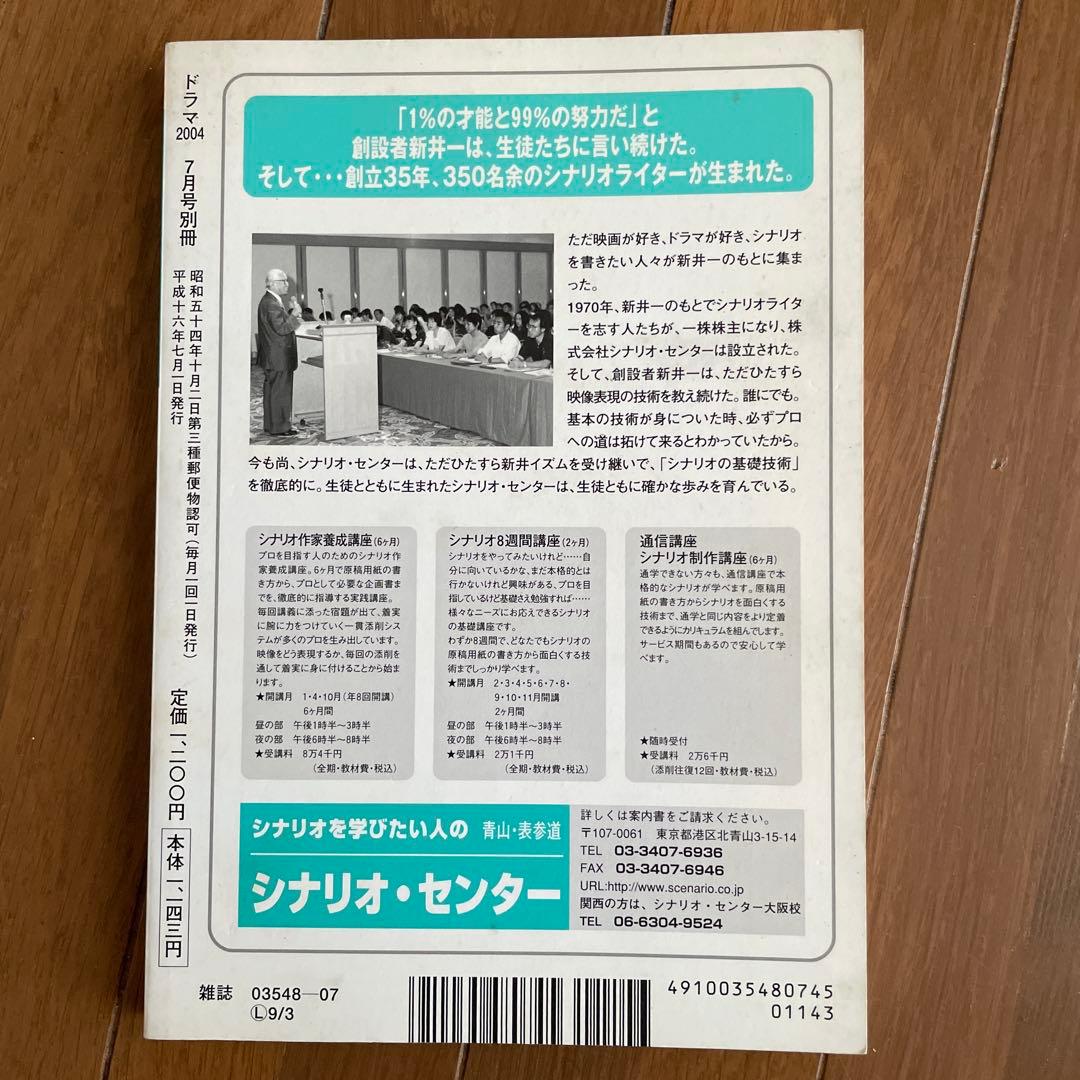 ドラマ
2004
7月号別冊
昭和五十四年十月二日第三種郵便物認可(毎月一回一日発行)
平成十六年七月一日発行
定価一、二〇〇円
本体一、一四三円
「1%の才能と99%の努力だ」と
創設者新井一は、生徒たちに言い続けた。
そして・・・創立35年、350名余のシナリオライターが生まれた。
ただ映画が好き、ドラマが好き、シナリオ
を書きたい人々が新井一のもとに集ま
った。
1970年、新井一のもとでシナリオライタ
ーを志す人たちが、一株株主になり、株
式会社シナリオ・センターは設立された。
そして、創設者新井一は、ただひたすら
映像表現の技術を教え続けた。誰にでも。
基本の技術が身についた時、必ずプロ
への道は拓けて来るとわかっていたから。
今も尚、シナリオ・センターは、ただひたすら新井イズムを受け継いで、「シナリオの基礎技術」
を徹底的に。生徒とともに生まれたシナリオ・センターは、生徒ともに確かな歩みを育んでいる。
シナリオ作家養成講座(6ヶ月)
プロを目指す人のためのシナリオ作
家養成講座。6ヶ月で原稿用紙の書
き方から、プロとして必要な企画書ま
でを、徹底的に指導する実践講座。
毎回講義に添った宿題が出て、着実
に腕に力をつけていく一貫添削シス
テムが多くのプロを生み出しています。
映像をどう表現するか、毎回の添削を
通して着実に身に付けることから始ま
ります。
★開講月 1・4・10月(年8回開講)
6ヶ月間
昼の部 午後1時半〜3時半
夜の部 午後6時半〜8時半
★受講料 8万4千円
(全期・教材費・税込)
シナリオ8週間講座(2ヶ月)
シナリオをやってみたいけれど……自
分に向いているかな、まだ本格的とは
行かないけれど興味がある、プロを目
指しているけど基礎さえ勉強すれば……
様々なニーズにお応えできるシナリオ
の基礎講座です。
わずか8週間で、どなたでもシナリオの
原稿用紙の書き方から面白くする技
術までしっかり学べます。
★開講月 2・3・4・5・6・7・8・
9・10・11月開講
2ヶ月間
昼の部 午後1時半〜3時半
夜の部 午後6時半〜8時半
★受講料 2万1千円
(全期・教材費・税込)
通信講座
シナリオ制作講座(6ヶ月)
通学できない方々も、通信講座で本
格的なシナリオが学べます。原稿用
紙の書き方からシナリオを面白くする
技術まで、通学と同じ内容をより定着
できるようにカリキュラムを組んでします。
サービス期間もあるので安心して学
べます。
★随時受付
★受講料 2万6千円
(添削往復12回・教材費・税込)
シナリオを学びたい人の 青山・表参道
シナリオ・センター
詳しくは案内書をご請求ください。
〒107-0061 東京都港区北青山3-15-14
TEL 03-3407-6936
FAX 03-3407-6946
URL:http://www.scenario.co.jp
関西の方は、シナリオ・センター大阪校
TEL 06-6304-9524
雑誌 03548-07
Ⓛ9/3
4910035480745
01143